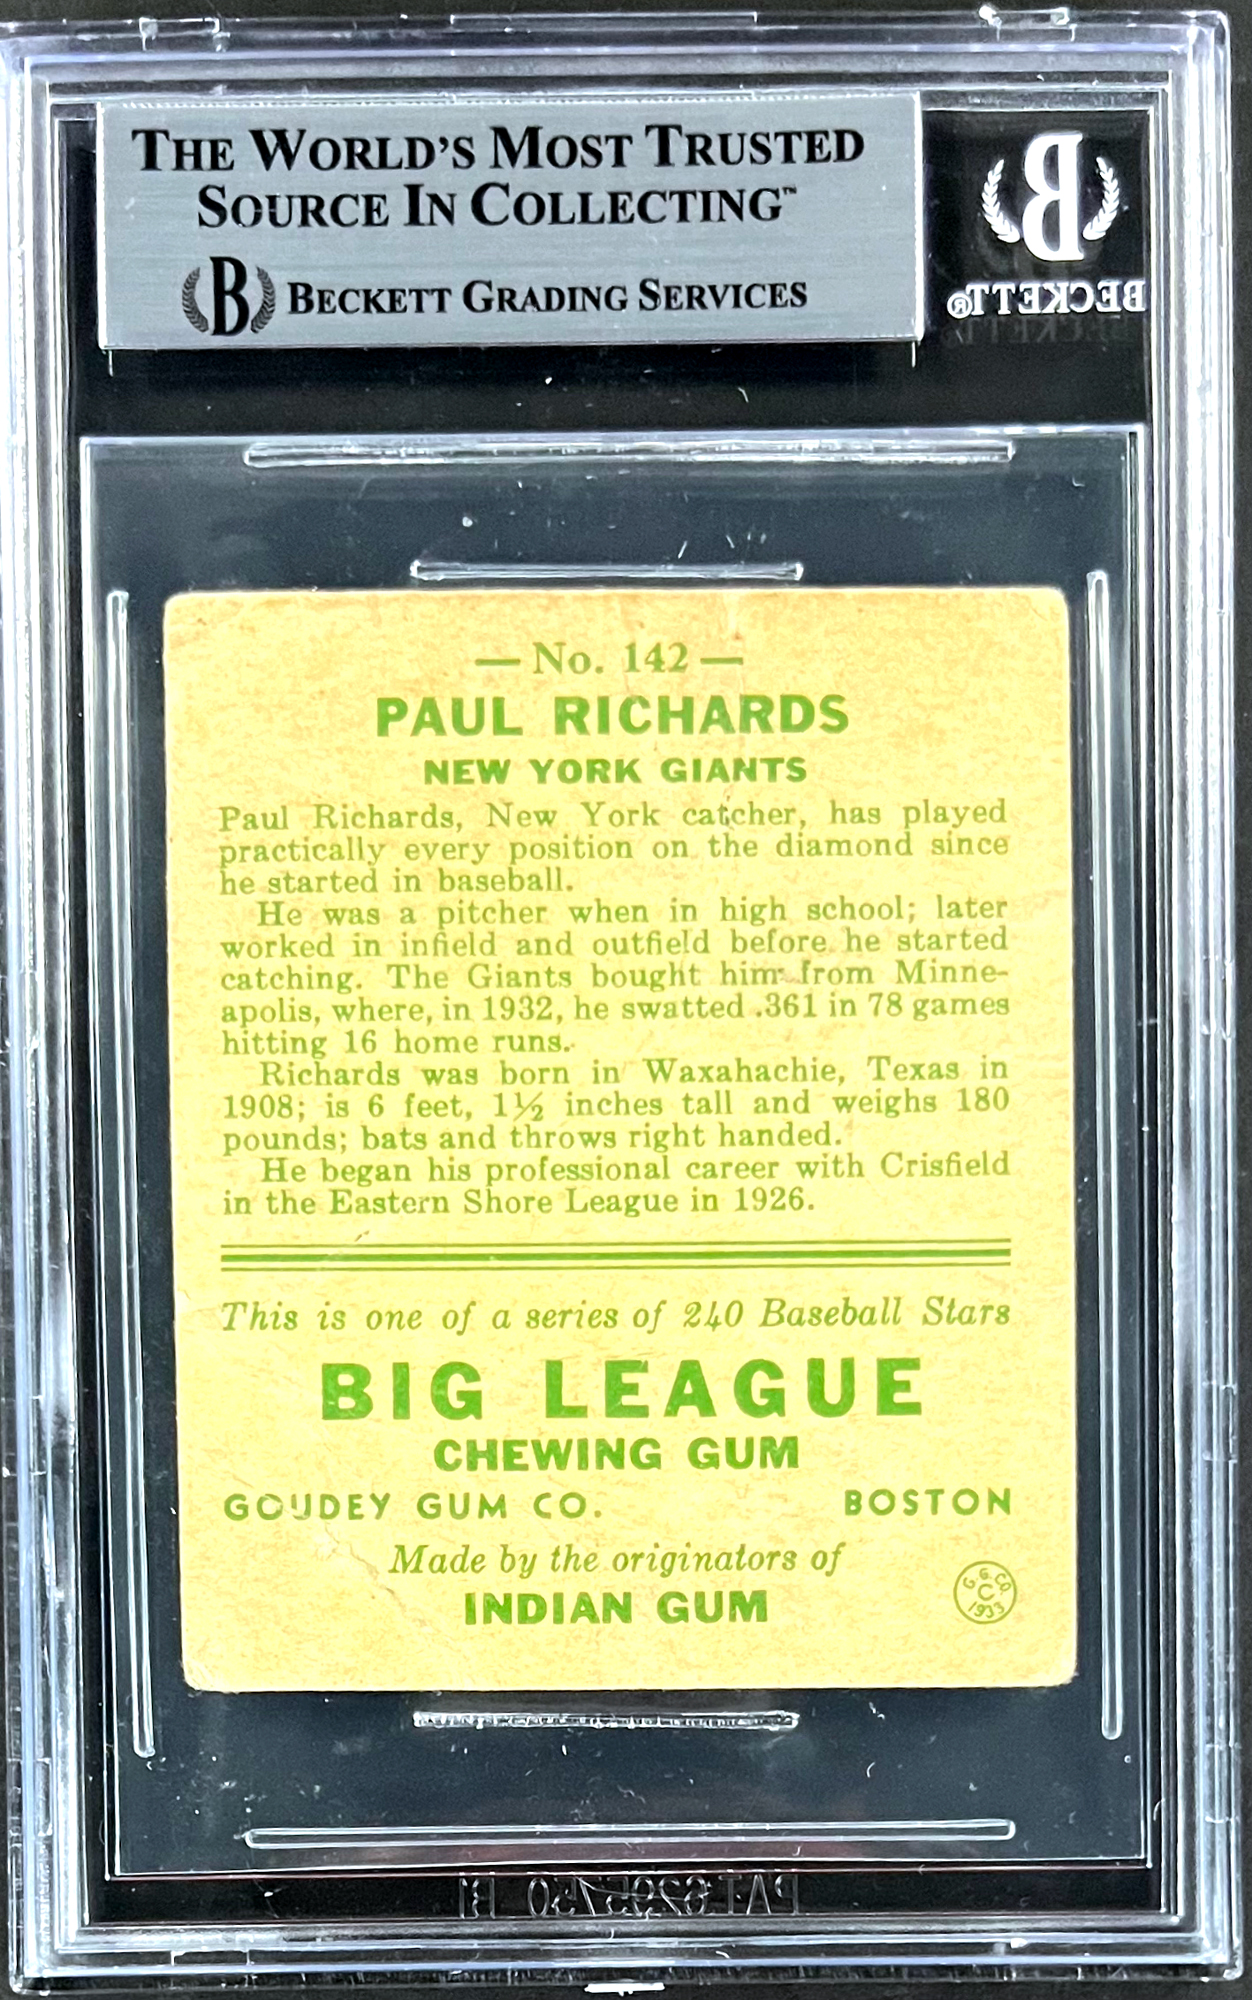 THE WORLD'S MOST TRUSTED
SOURCE IN COLLECTING™
B BECKETT GRADING SERVICES
B
BECKETT®
— No. 142 —
PAUL RICHARDS
NEW YORK GIANTS
Paul Richards, New York catcher, has played
practically every position on the diamond since
he started in baseball.
He was a pitcher when in high school; later
worked in infield and outfield before he started
catching. The Giants bought him from Minne-
apolis, where, in 1932, he swatted .361 in 78 games
hitting 16 home runs.
Richards was born in Waxahachie, Texas in
1908; is 6 feet, 1½ inches tall and weighs 180
pounds; bats and throws right handed.
He began his professional career with Crisfield
in the Eastern Shore League in 1926.
This is one of a series of 240 Baseball Stars
BIG LEAGUE
CHEWING GUM
GOUDEY GUM CO. BOSTON
Made by the originators of
INDIAN GUM
G. G. CO.
C
1933